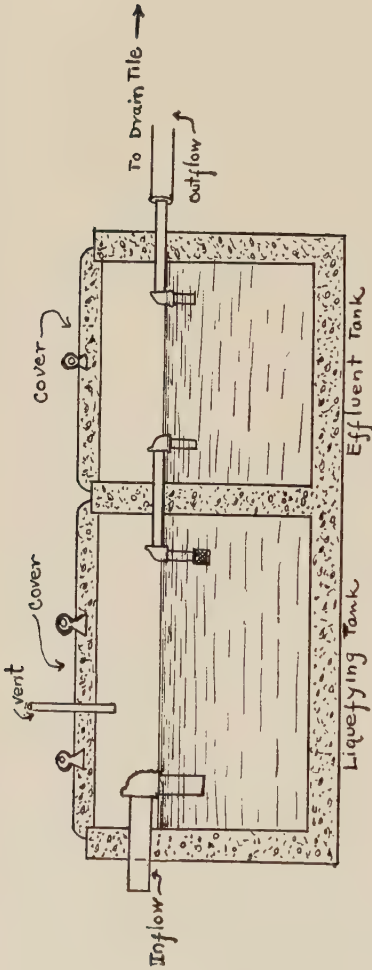 To Drain Tile
outflow
cover
cover
vent
Inflow
Liquefying Tank
Effluent Tank